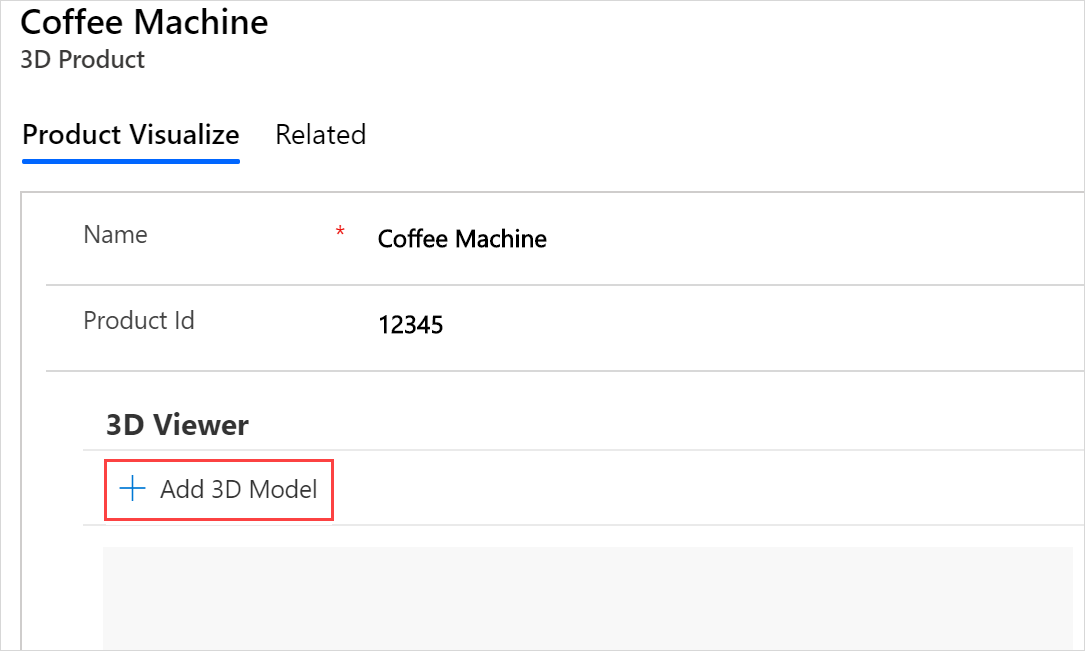 Coffee Machine
3D Product
Product Visualize Related
Name * Coffee Machine
Product Id 12345
3D Viewer
+ Add 3D Model